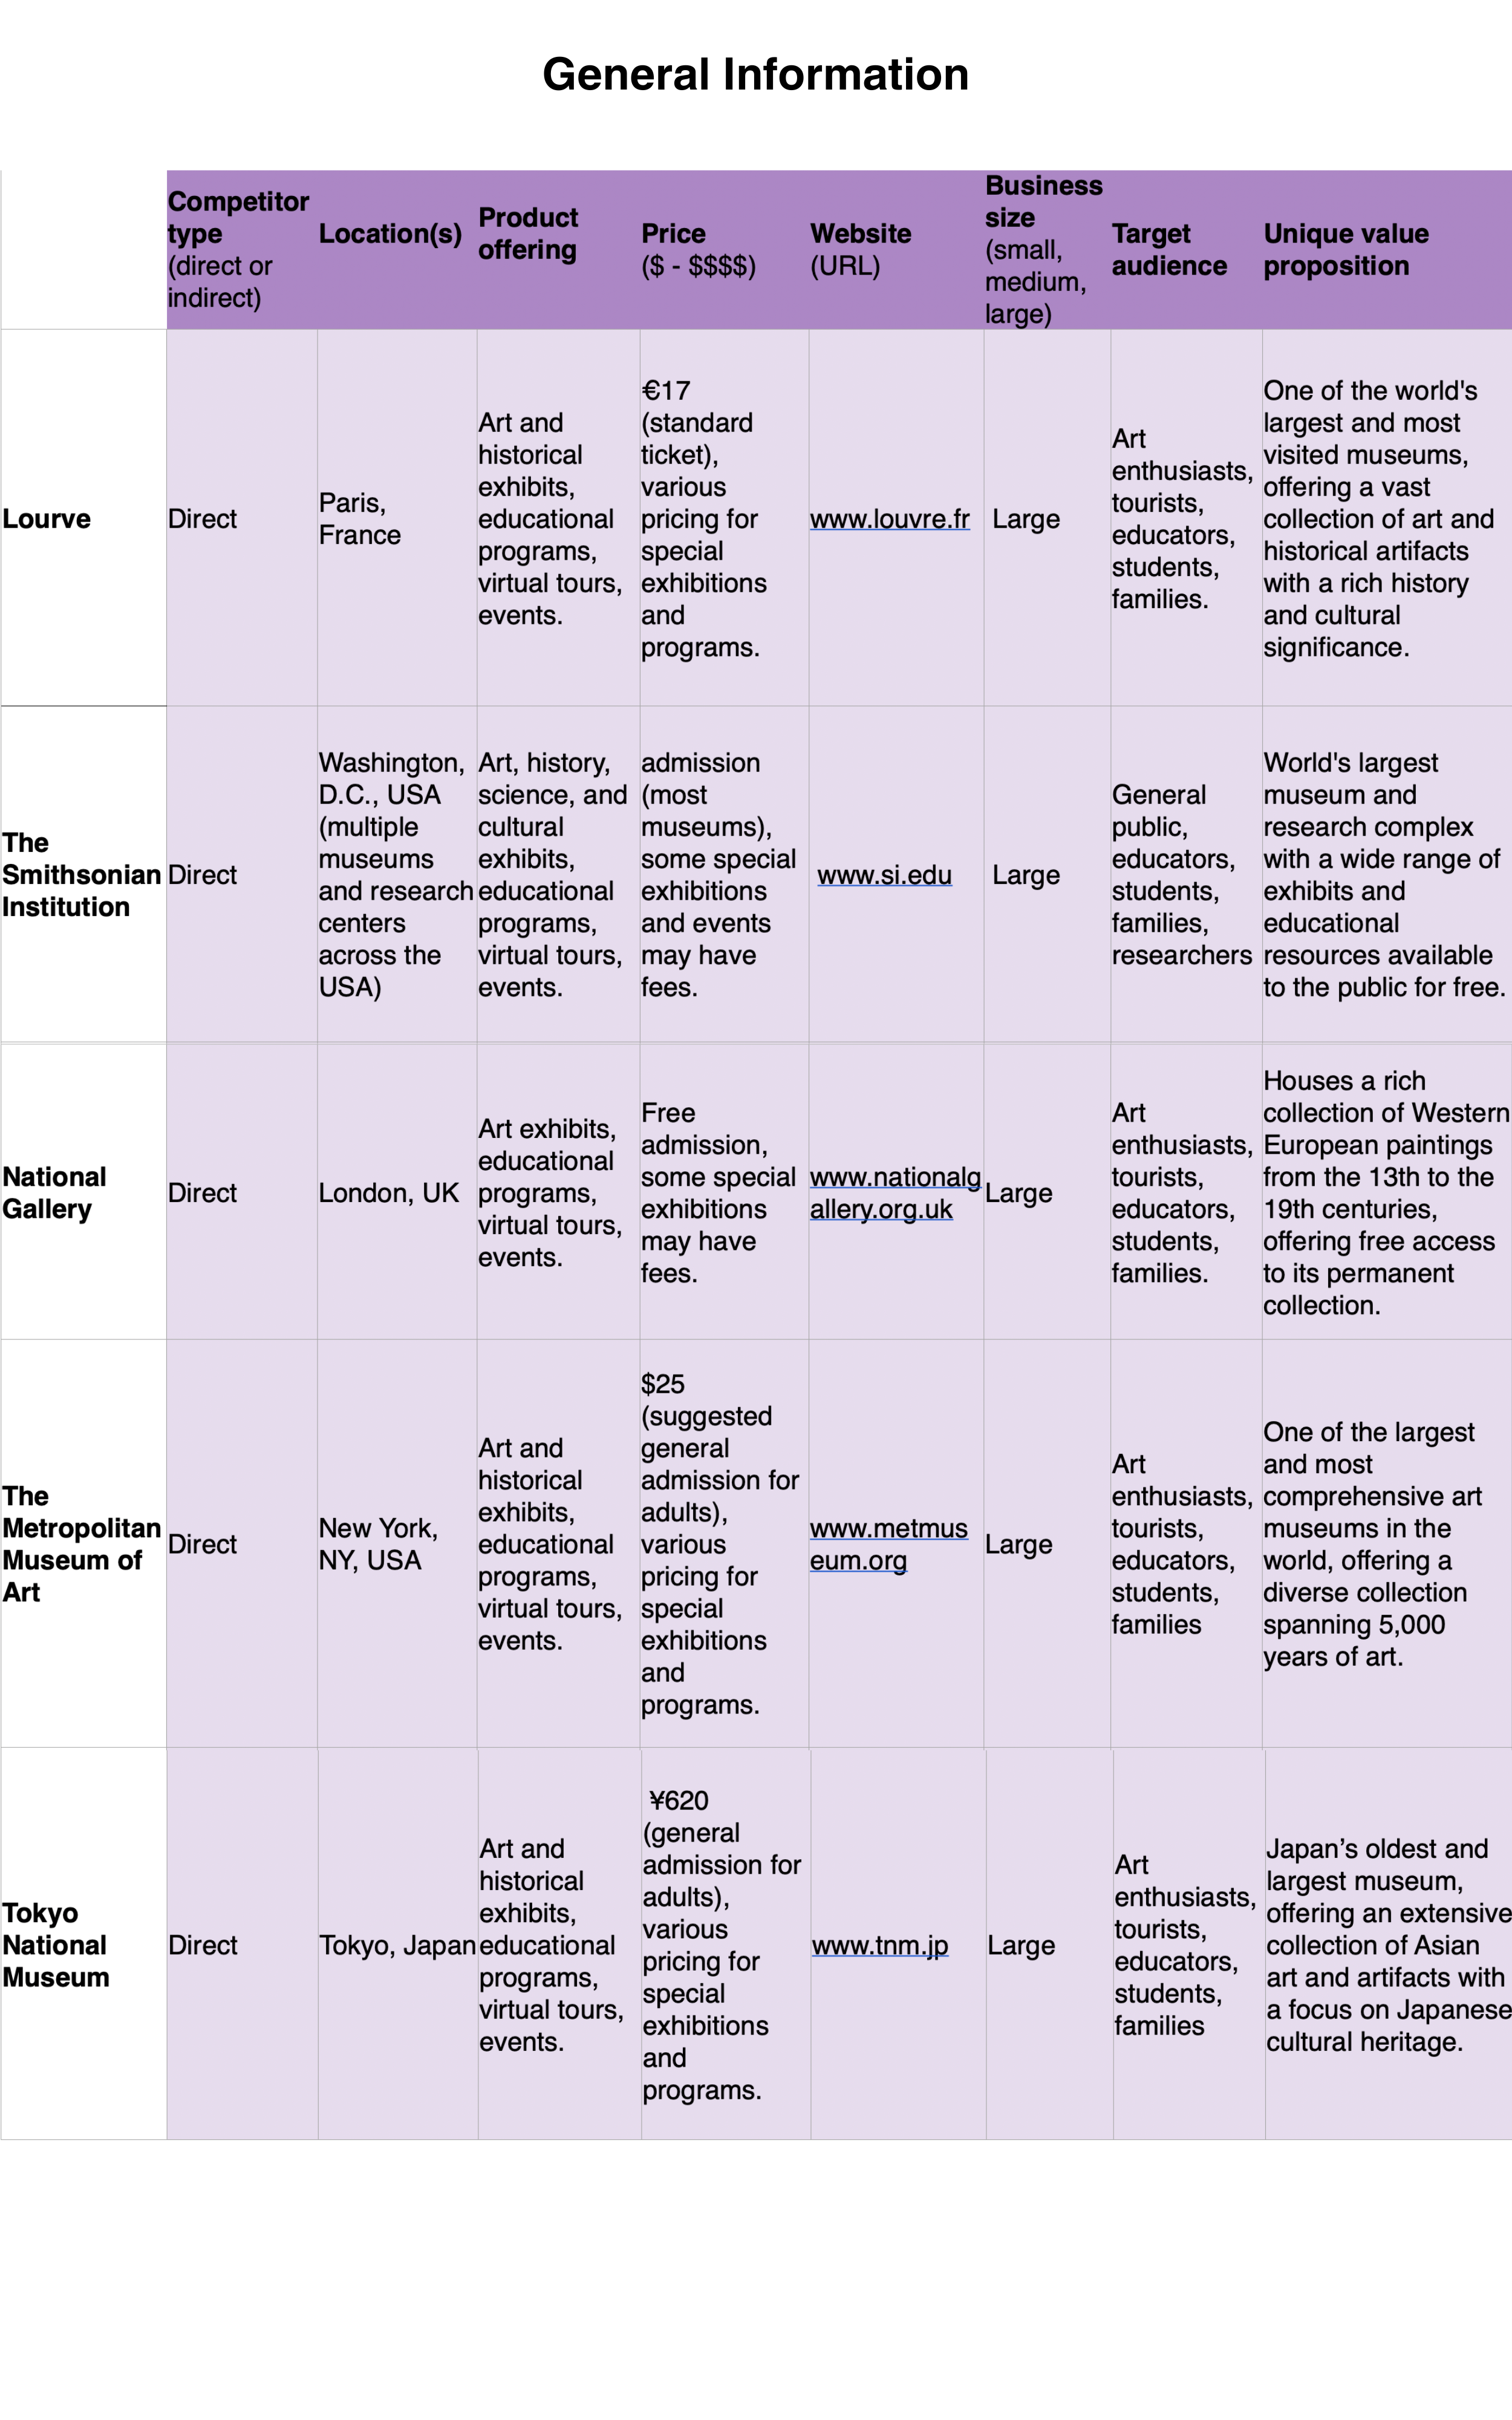 General Information
Competitor
type
(direct or
indirect)
Location(s)
Product
offering
Price
($ - $$$$)
Website
(URL)
Business
size
(small,
medium,
large)
Target
audience
Unique value
proposition
Lourve
Direct
Paris,
France
Art and
historical
exhibits,
educational
programs,
virtual tours,
events.
€17
(standard
ticket),
various
pricing for
special
exhibitions
and
programs.
www.louvre.fr
Large
Art
enthusiasts,
tourists,
educators,
students,
families.
One of the world's
largest and most
visited museums,
offering a vast
collection of art and
historical artifacts
with a rich history
and cultural
significance.
The
Smithsonian
Institution
Direct
Washington,
D.C., USA
(multiple
museums
and research
centers
across the
USA)
Art, history,
science, and
cultural
exhibits,
educational
programs,
virtual tours,
events.
admission
(most
museums),
some special
exhibitions
and events
may have
fees.
www.si.edu
Large
General
public,
educators,
students,
families,
researchers
World's largest
museum and
research complex
with a wide range of
exhibits and
educational
resources available
to the public for free.
National
Gallery
Direct
London, UK
Art exhibits,
educational
programs,
virtual tours,
events.
Free
admission,
some special
exhibitions
may have
fees.
www.nationalg
allery.org.uk
Large
Art
enthusiasts,
tourists,
educators,
students,
families.
Houses a rich
collection of Western
European paintings
from the 13th to the
19th centuries,
offering free access
to its permanent
collection.
The
Metropolitan
Museum of
Art
Direct
New York,
NY, USA
Art and
historical
exhibits,
educational
programs,
virtual tours,
events.
$25
(suggested
general
admission for
adults),
various
pricing for
special
exhibitions
and
programs.
www.metmus
eum.org
Large
Art
enthusiasts,
tourists,
educators,
students,
families
One of the largest
and most
comprehensive art
museums in the
world, offering a
diverse collection
spanning 5,000
years of art.
Tokyo
National
Museum
Direct
Tokyo, Japan
Art and
historical
exhibits,
educational
programs,
virtual tours,
events.
¥620
(general
admission for
adults),
various
pricing for
special
exhibitions
and
programs.
www.tnm.jp
Large
Art
enthusiasts,
tourists,
educators,
students,
families
Japan’s oldest and
largest museum,
offering an extensive
collection of Asian
art and artifacts with
a focus on Japanese
cultural heritage.